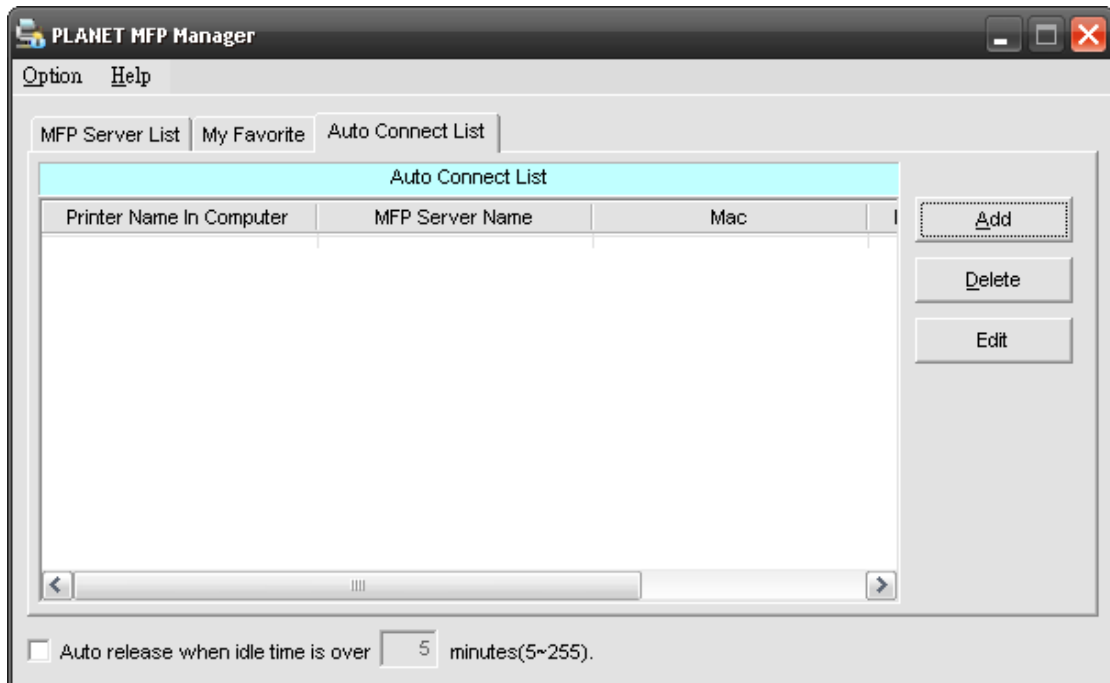 PLANET MFP Manager
Option Help
MFP Server List My Favorite Auto Connect List
Auto Connect List
Printer Name In Computer MFP Server Name Mac
Add
Delete
Edit
Auto release when idle time is over 5 minutes(5~255).